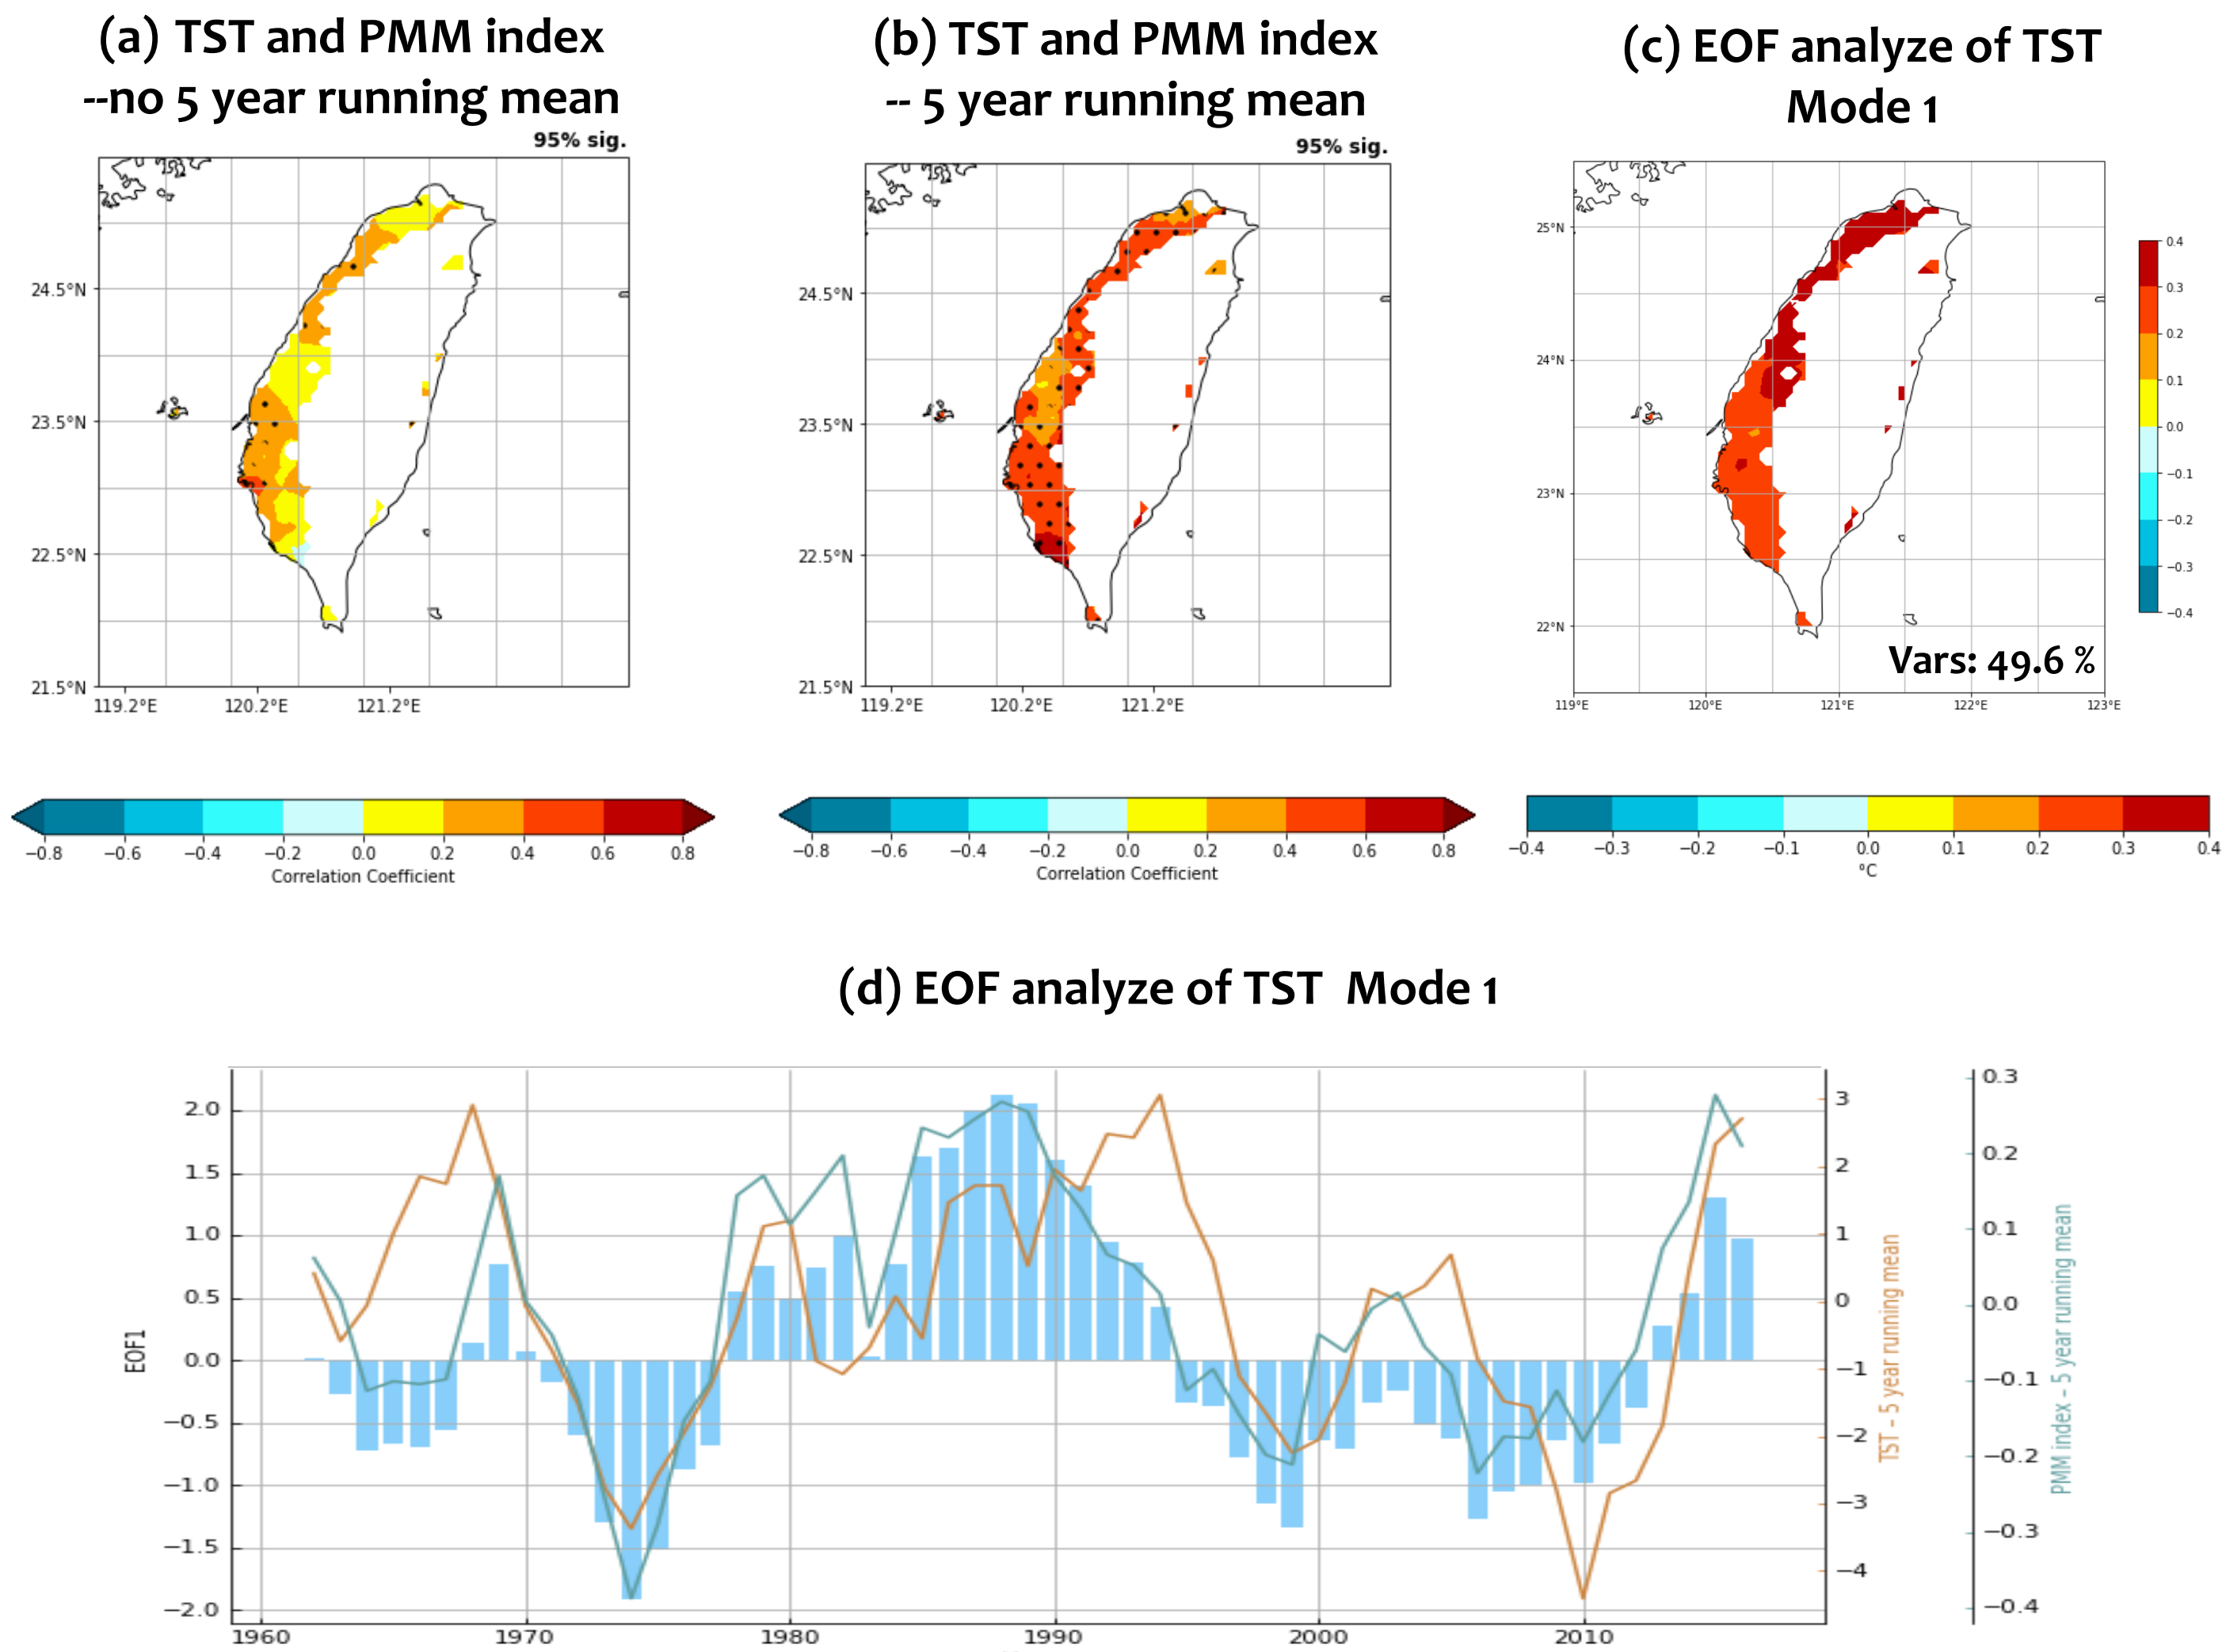 (a) TST and PMM index
--no 5 year running mean
95% sig.
24.5°N
23.5°N
22.5°N
21.5°N
119.2°E 120.2°E 121.2°E
−0.8 −0.6 −0.4 −0.2 0.0 0.2 0.4 0.6 0.8
Correlation Coefficient
(b) TST and PMM index
-- 5 year running mean
95% sig.
24.5°N
23.5°N
22.5°N
21.5°N
119.2°E 120.2°E 121.2°E
−0.8 −0.6 −0.4 −0.2 0.0 0.2 0.4 0.6 0.8
Correlation Coefficient
(c) EOF analyze of TST
Mode 1
25°N
24°N
23°N
22°N
119°E 120°E 121°E 122°E 123°E
Vars: 49.6 %
0.4
0.3
0.2
0.1
0.0
−0.1
−0.2
−0.3
−0.4
−0.4 −0.3 −0.2 −0.1 0.0 0.1 0.2 0.3 0.4
°C
(d) EOF analyze of TST Mode 1
EOF1
2.0
1.5
1.0
0.5
0.0
−0.5
−1.0
−1.5
−2.0
1960 1970 1980 1990 2000 2010
3
2
1
0
−1
−2
−3
−4
TST – 5 year running mean
0.3
0.2
0.1
0.0
−0.1
−0.2
−0.3
−0.4
PMM index – 5 year running mean